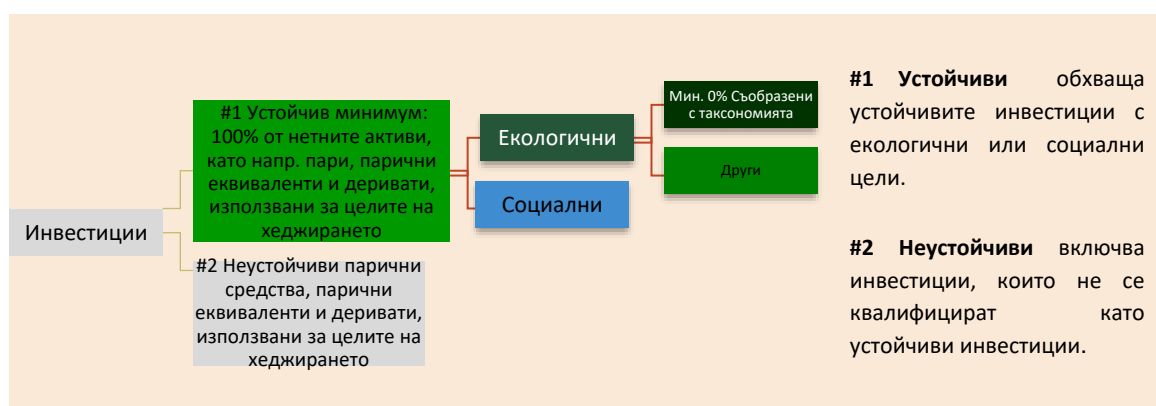 Инвестиции
#1 Устойчив минимум:
100% от нетните активи,
като напр. пари, парични
еквиваленти и деривати,
използвани за целите на
хеджирането
#2 Неустойчиви парични
средства, парични
еквиваленти и деривати,
използвани за целите на
хеджирането
Екологични
Социални
Мин. 0% Съобразени
с таксономията
Други
#1 Устойчиви обхваща
устойчивите инвестиции с
екологични или социални
цели.
#2 Неустойчиви включва
инвестиции, които не се
квалифицират като
устойчиви инвестиции.